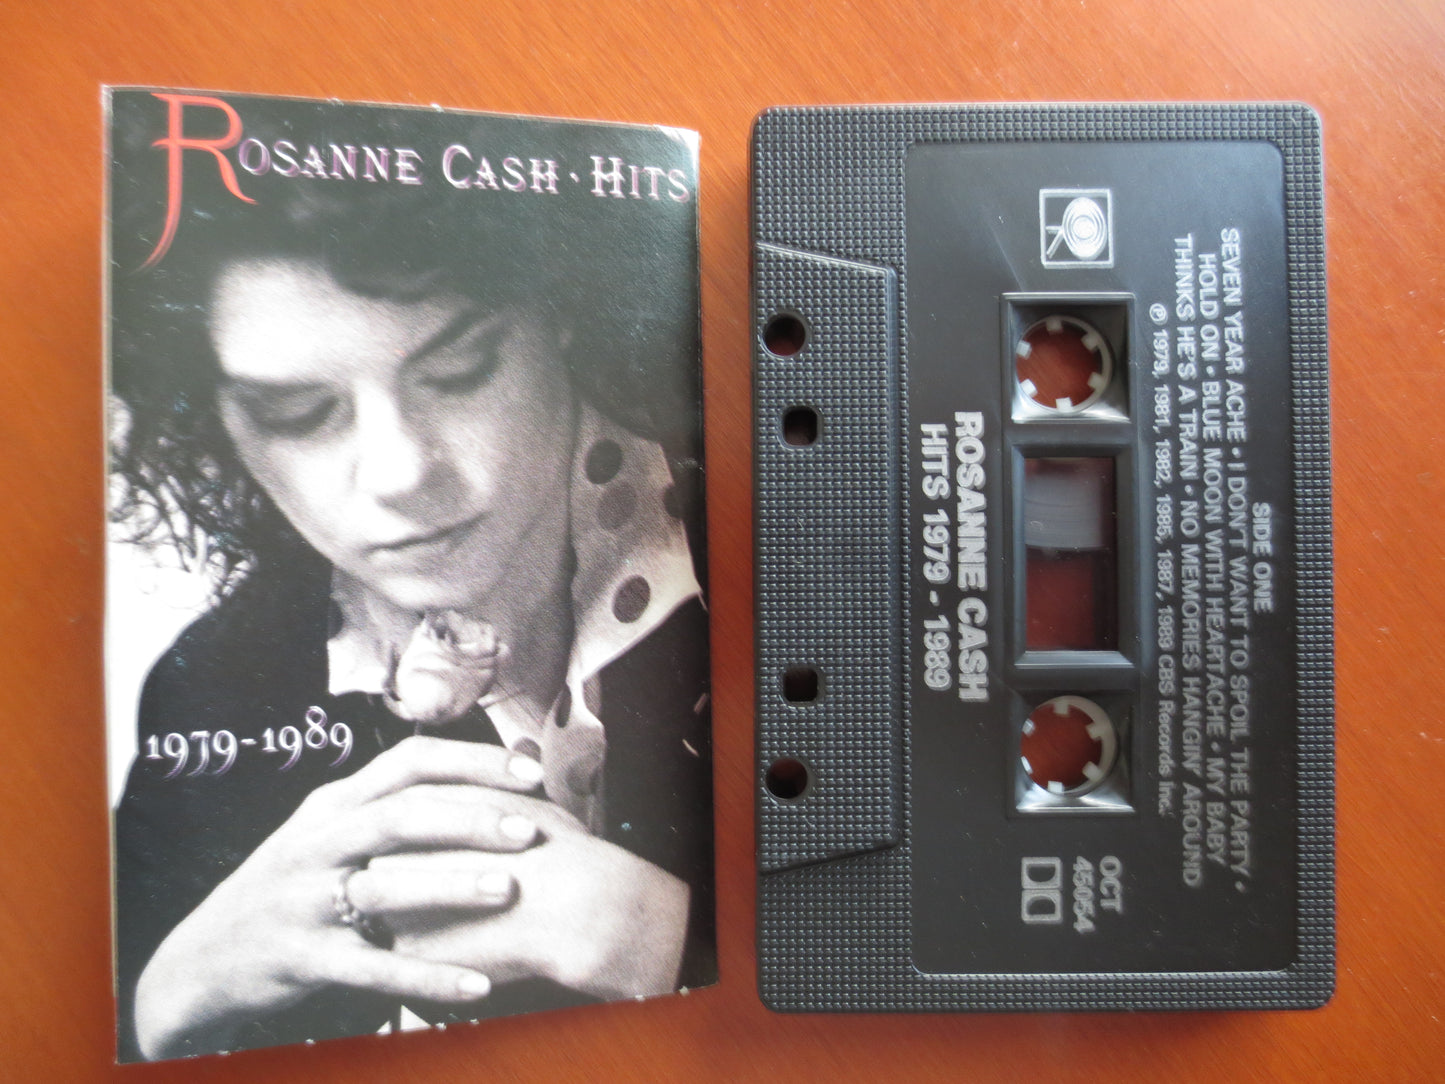 ROSANNE CASH · HITS
1979-1989
SIDE ONE
SEVEN YEAR ACHE • I DON'T WANT TO SPOIL THE PARTY •
HOLD ON • BLUE MOON WITH HEARTACHE • MY BABY
THINKS HE'S A TRAIN • NO MEMORIES HANGIN' AROUND
℗ 1979, 1981, 1982, 1985, 1987, 1989 CBS Records Inc.
ROSANNE CASH
HITS 1979 - 1989
OCT
45054